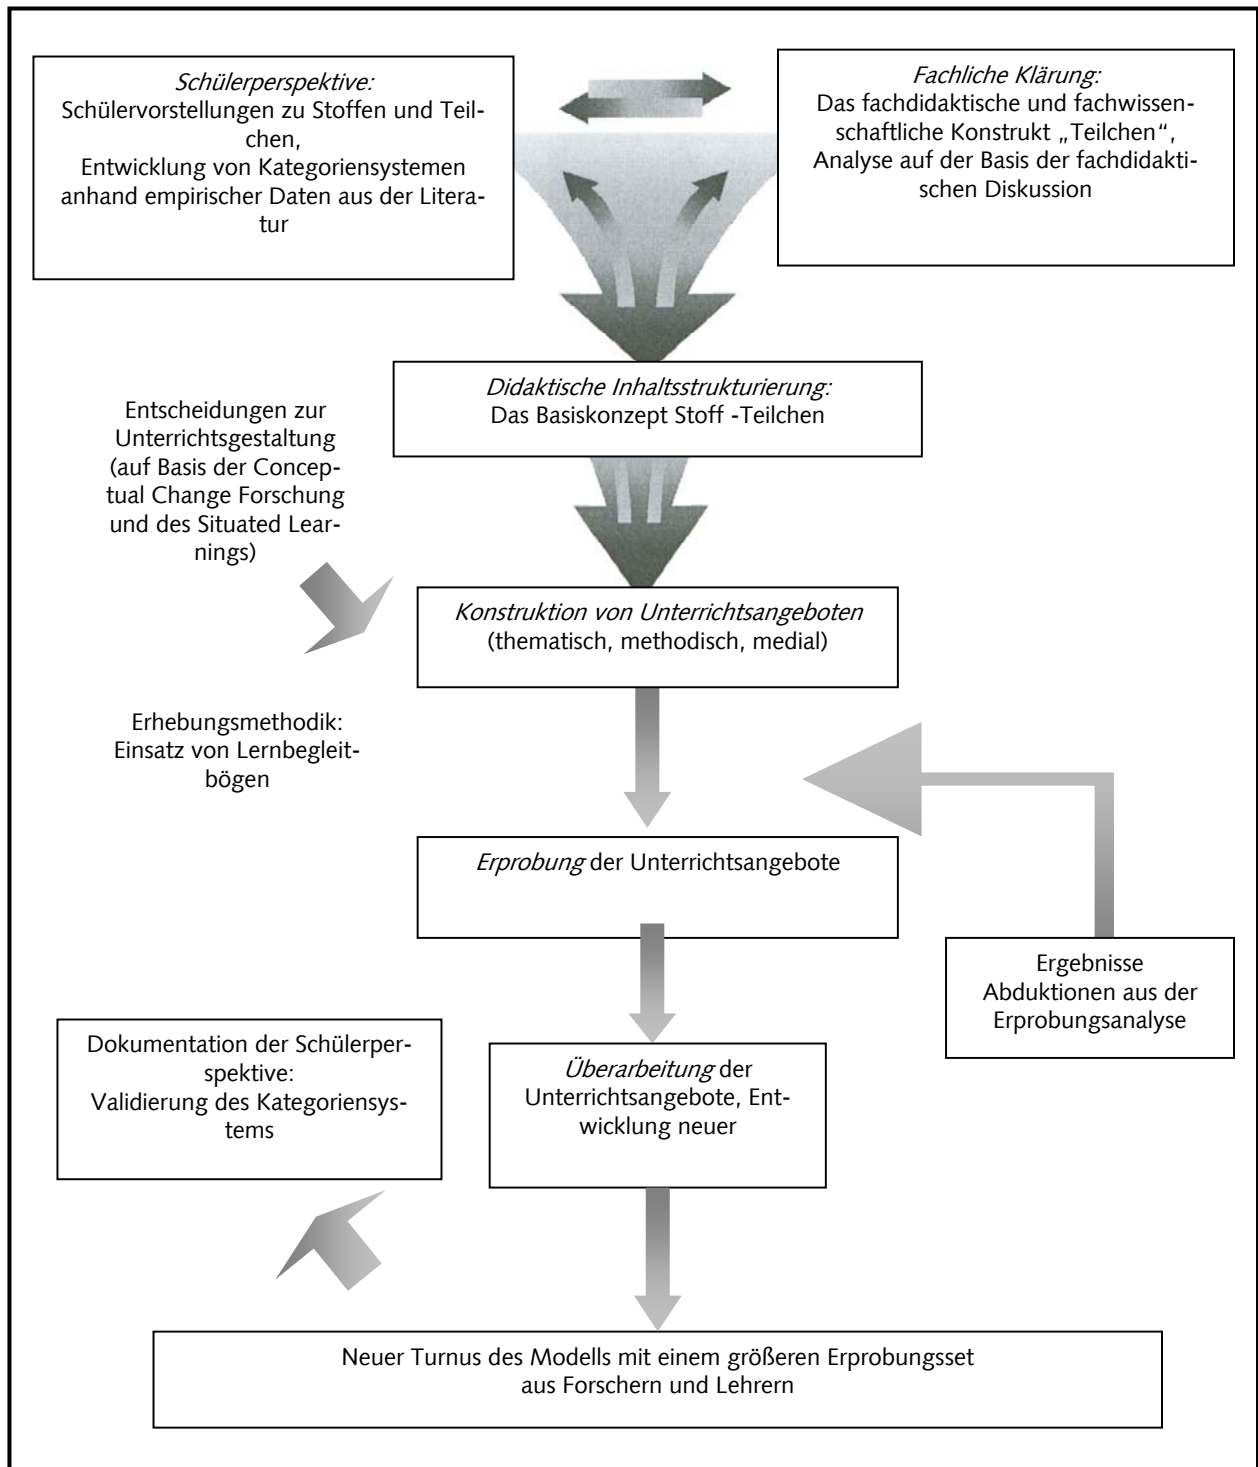 Schülerperspektive:
Schülervorstellungen zu Stoffen und Teil-
chen,
Entwicklung von Kategoriensystemen
anhand empirischer Daten aus der Litera-
tur
Fachliche Klärung:
Das fachdidaktische und fachwissen-
schaftliche Konstrukt „Teilchen“,
Analyse auf der Basis der fachdidakti-
schen Diskussion
Didaktische Inhaltsstrukturierung:
Das Basiskonzept Stoff -Teilchen
Entscheidungen zur
Unterrichtsgestaltung
(auf Basis der Concep-
tual Change Forschung
und des Situated Lear-
nings)
Konstruktion von Unterrichtsangeboten
(thematisch, methodisch, medial)
Erhebungsmethodik:
Einsatz von Lernbegleit-
bögen
Erprobung der Unterrichtsangebote
Ergebnisse
Abduktionen aus der
Erprobungsanalyse
Dokumentation der Schülerper-
spektive:
Validierung des Kategoriensys-
tems
Überarbeitung der
Unterrichtsangebote, Ent-
wicklung neuer
Neuer Turnus des Modells mit einem größeren Erprobungsset
aus Forschern und Lehrern